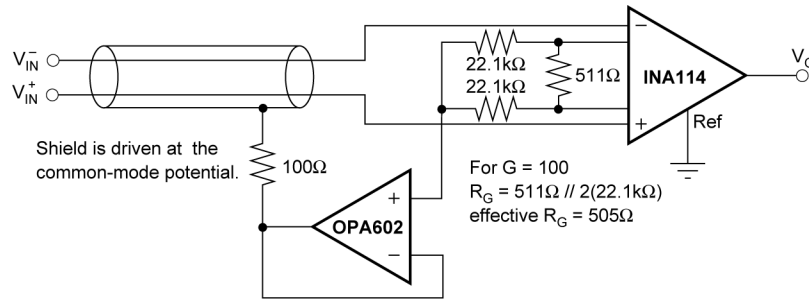 V⁻IN
V⁺IN
22.1kΩ
22.1kΩ
511Ω
−
+
INA114
Ref
V
Shield is driven at the
common-mode potential.
100Ω
+
−
OPA602
For G = 100
RG = 511Ω // 2(22.1kΩ)
effective RG = 505Ω